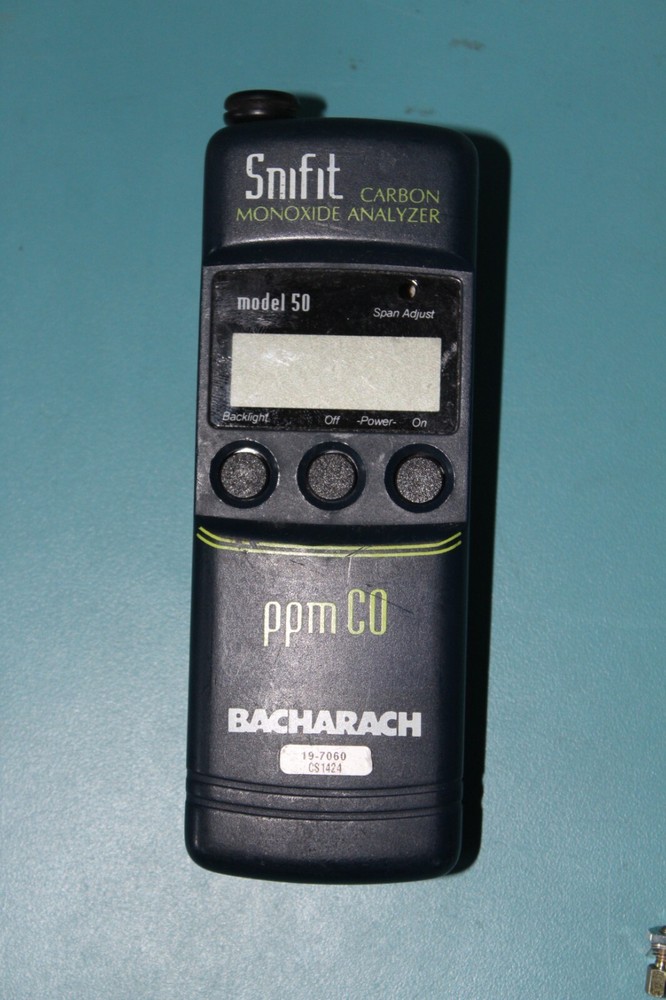 Snifit CARBON
MONOXIDE ANALYZER
model 50
Span Adjust
Backlight Off -Power- On
ppm CO
BACHARACH
19-7060
CS1424